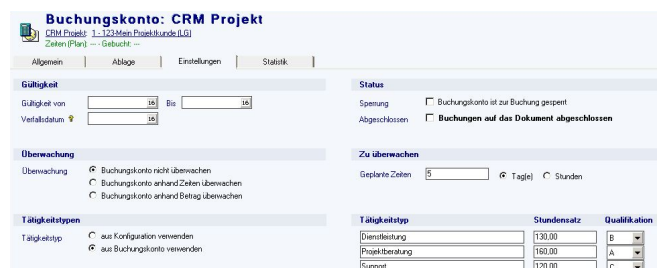 Buchungskonto: CRM Projekt
CRM Projekt: 1 - 123-Mein Projektkunde (LG)
Zeiten (Plan): --- - Gebucht: ---
Allgemein Ablage Einstellungen Statistik
Gültigkeit
Gültigkeit von 16 Bis 16
Verfallsdatum 16
Status
Sperrung Buchungskonto ist zur Buchung gesperrt
Abgeschlossen Buchungen auf das Dokument abgeschlossen
Überwachung
Überwachung Buchungskonto nicht überwachen
Buchungskonto anhand Zeiten überwachen
Buchungskonto anhand Betrag überwachen
Zu überwachen
Geplante Zeiten 5 Tag(e) Stunden
Tätigkeitstypen
Tätigkeitstyp aus Konfiguration verwenden
aus Buchungskonto verwenden
Tätigkeitstyp Stundensatz Qualifikation
Dienstleistung 130,00 B
Projektberatung 160,00 A
Support 120,00 C